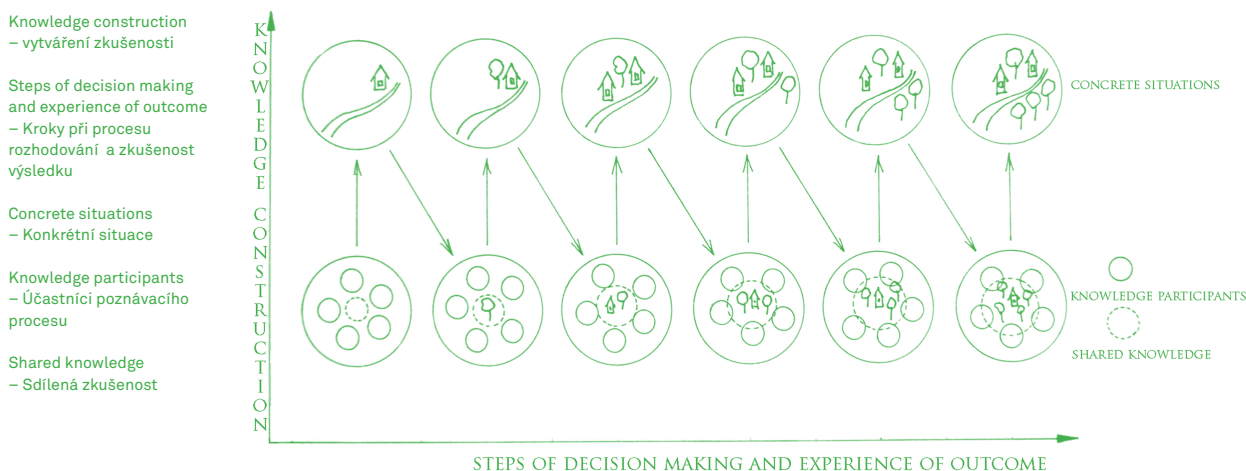 Knowledge construction
– vytváření zkušenosti
Steps of decision making
and experience of outcome
– Kroky při procesu
rozhodování a zkušenost
výsledku
Concrete situations
– Konkrétní situace
Knowledge participants
– Účastníci poznávacího
procesu
Shared knowledge
– Sdílená zkušenost
KNOWLEDGE CONSTRUCTION
CONCRETE SITUATIONS
KNOWLEDGE PARTICIPANTS
SHARED KNOWLEDGE
STEPS OF DECISION MAKING AND EXPERIENCE OF OUTCOME